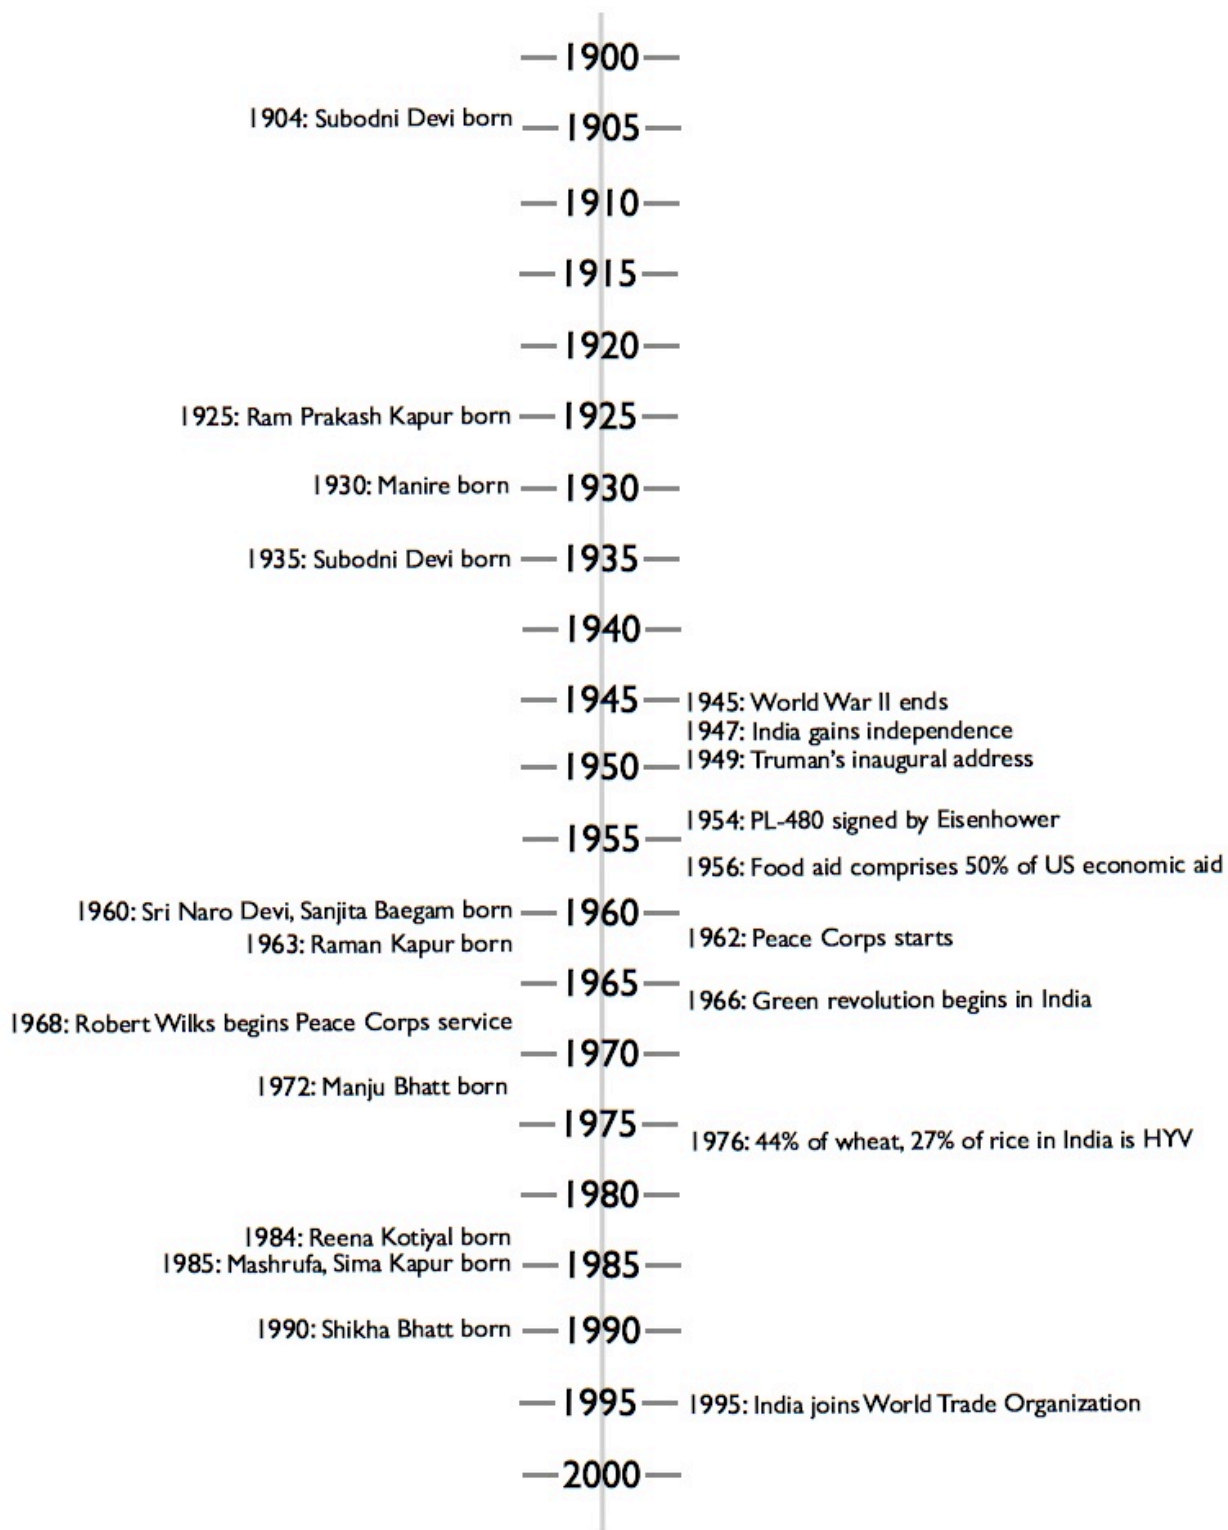 1900
1904: Subodni Devi born
1905
1910
1915
1920
1925: Ram Prakash Kapur born
1925
1930: Manire born
1930
1935: Subodni Devi born
1935
1940
1945
1945: World War II ends
1947: India gains independence
1949: Truman's inaugural address
1950
1954: PL-480 signed by Eisenhower
1955
1956: Food aid comprises 50% of US economic aid
1960: Sri Naro Devi, Sanjita Baegam born
1960
1962: Peace Corps starts
1963: Raman Kapur born
1965
1966: Green revolution begins in India
1968: Robert Wilks begins Peace Corps service
1970
1972: Manju Bhatt born
1975
1976: 44% of wheat, 27% of rice in India is HYV
1980
1984: Reena Kotiyal born
1985: Mashrufa, Sima Kapur born
1985
1990: Shikha Bhatt born
1990
1995
1995: India joins World Trade Organization
2000